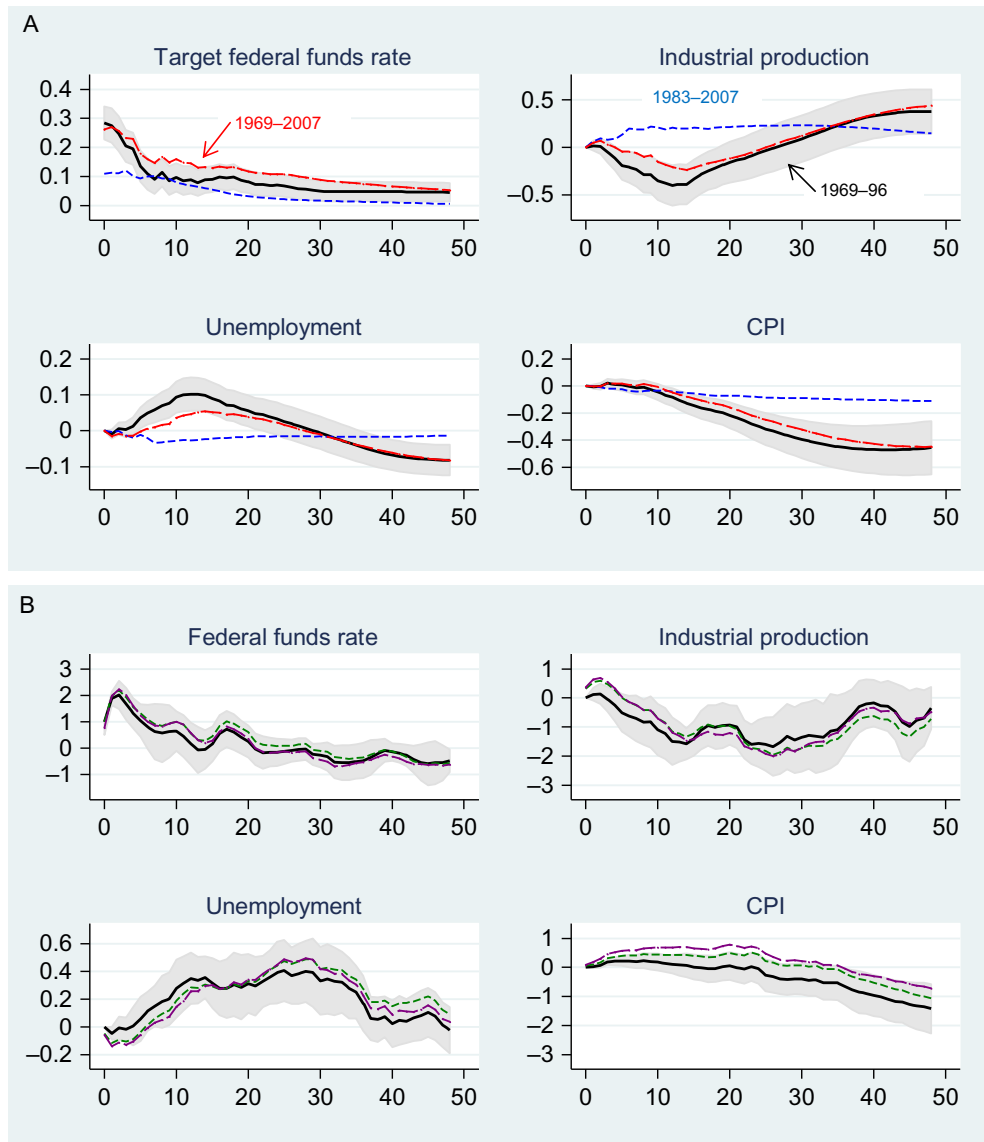 A
Target federal funds rate
0.4
0.3
0.2
0.1
0
1969–2007
0 10 20 30 40 50
Industrial production
0.5
0
–0.5
1983–2007
1969–96
0 10 20 30 40 50
Unemployment
0.2
0.1
0
–0.1
0 10 20 30 40 50
CPI
0.2
0
–0.2
–0.4
–0.6
0 10 20 30 40 50
B
Federal funds rate
3
2
1
0
–1
0 10 20 30 40 50
Industrial production
1
0
–1
–2
–3
0 10 20 30 40 50
Unemployment
0.6
0.4
0.2
0
–0.2
0 10 20 30 40 50
CPI
1
0
–1
–2
–3
0 10 20 30 40 50